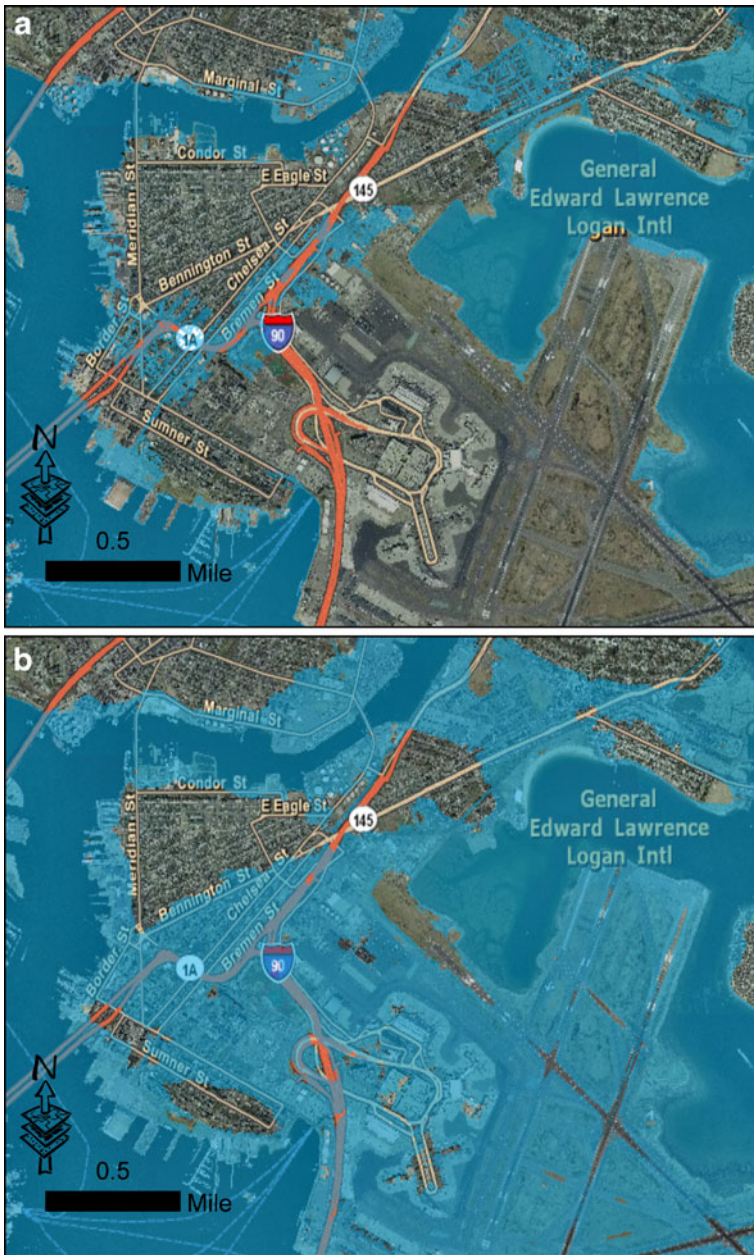 a
Marginal St
Condor St
E Eagle St
145
General
Edward Lawrence
Logan Intl
gan
Meridian St
Bennington St
Chelsea St
Bremen St
Border St
1A
90
Sumner St
N
0.5
Mile
b
Marginal St
Condor St
E Eagle St
145
General
Edward Lawrence
Logan Intl
Meridian St
Bennington St
Chelsea St
Bremen St
Border St
1A
90
Sumner St
N
0.5
Mile